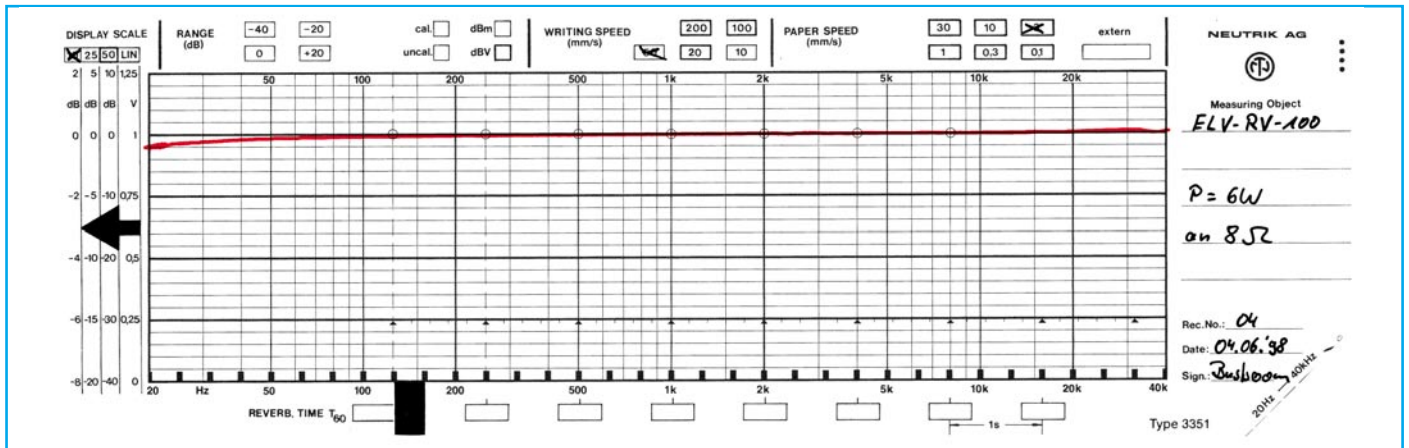 DISPLAY SCALE RANGE (dB) -40 -20 cal. dBm WRITING SPEED (mm/s) 200 100 PAPER SPEED (mm/s) 30 10 extern NEUTRIK AG
25 50 LIN 0 +20 uncal. dBV 20 10 1 0,3 0,1
2 5 10 1,25 50 100 200 500 1k 2k 5k 10k 20k
dB dB dB V Measuring Object
0 0 0 1 ELV-RV-100
-2 -5 -10 0,75 P = 6W
an 8 Ω
-4 -10 -20 0,5
-6 -15 -30 0,25 Rec.No.: 04
Date: 04.06.'98
-8 -20 -40 0 Sign.: Busboom
20 Hz 50 100 200 500 1k 2k 5k 10k 20k 40k
20Hz 40kHz
REVERB. TIME T60 1s Type 3351